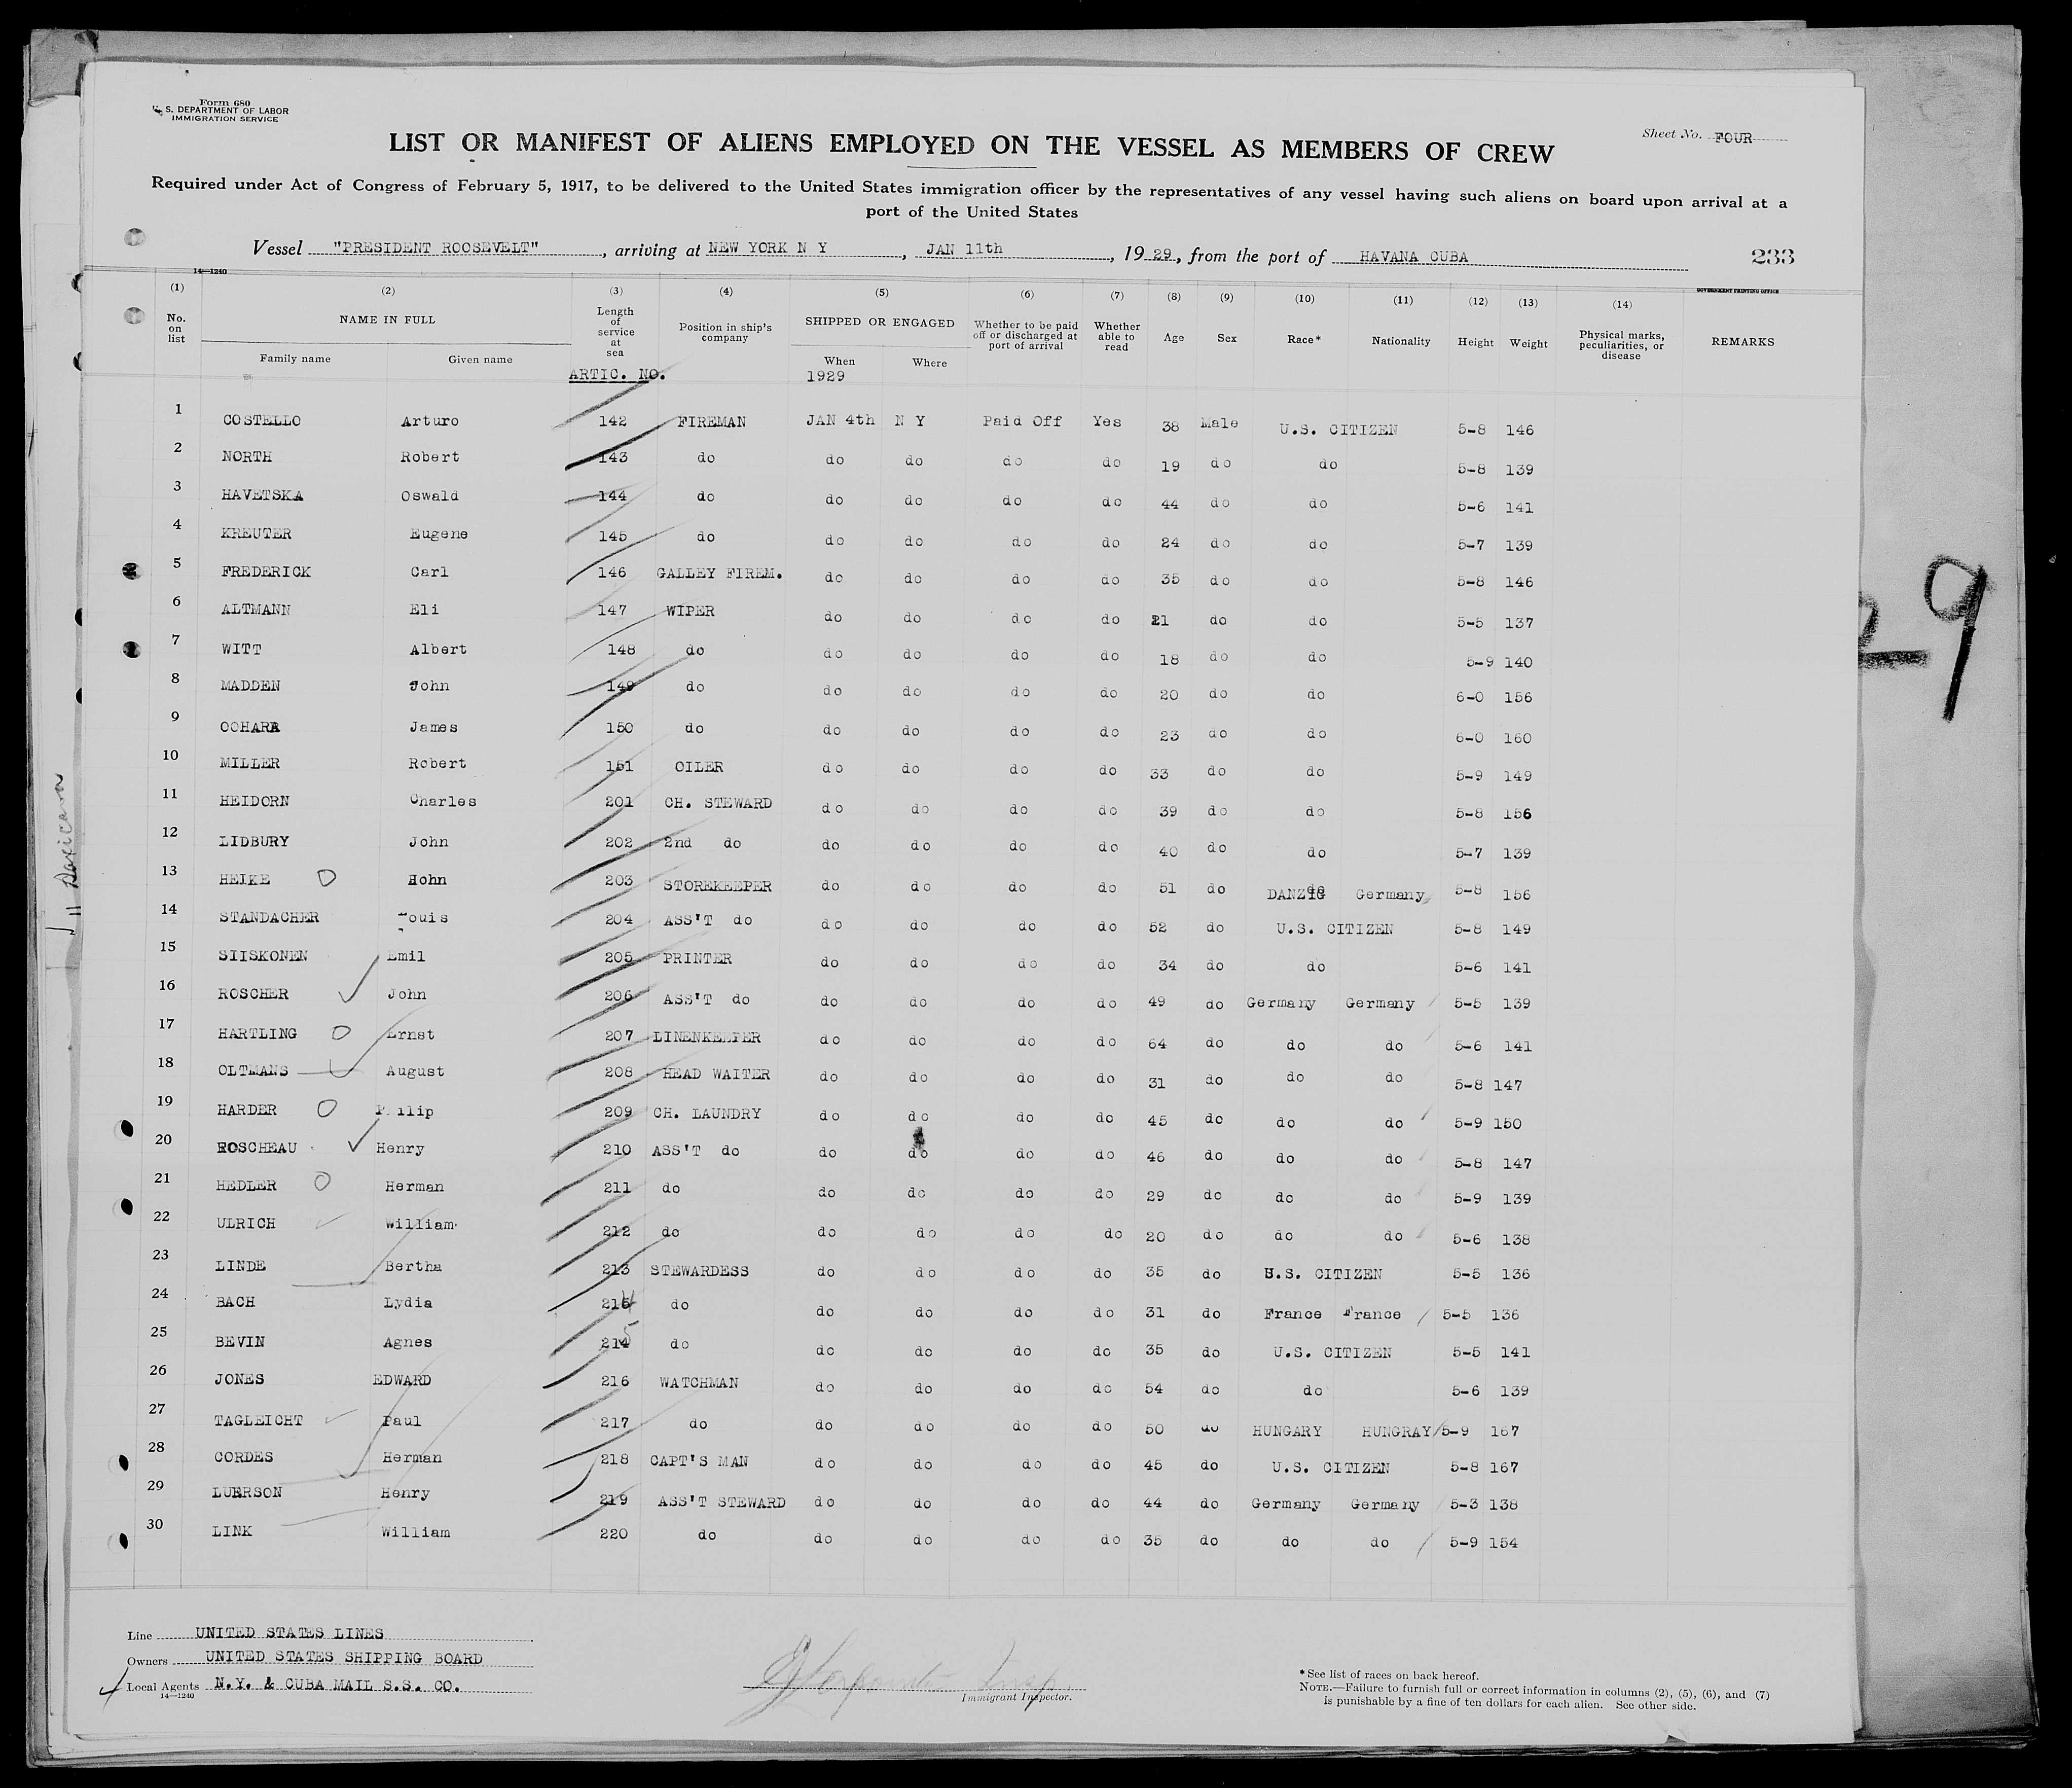 Form 680
U. S. DEPARTMENT OF LABOR
IMMIGRATION SERVICE
Sheet No. FOUR
LIST OR MANIFEST OF ALIENS EMPLOYED ON THE VESSEL AS MEMBERS OF CREW
Required under Act of Congress of February 5, 1917, to be delivered to the United States immigration officer by the representatives of any vessel having such aliens on board upon arrival at a
port of the United States
Vessel "PRESIDENT ROOSEVELT", arriving at NEW YORK N Y, JAN 11th, 1929, from the port of HAVANA CUBA 233
14—1240 GOVERNMENT PRINTING OFFICE
(1) (2) (3) (4) (5) (6) (7) (8) (9) (10) (11) (12) (13) (14)
No. on list NAME IN FULL Family name Given name Length of service at sea Position in ship's company SHIPPED OR ENGAGED When Where Whether to be paid off or discharged at port of arrival Whether able to read Age Sex Race* Nationality Height Weight Physical marks, peculiarities, or disease REMARKS
ARTIC. NO. 1929
1 COSTELLO Arturo 142 FIREMAN JAN 4th N Y Paid Off Yes 38 Male U.S. CITIZEN 5-8 146
2 NORTH Robert 143 do do do do do 19 do do 5-8 139
3 HAVETSKA Oswald 144 do do do do do 44 do do 5-6 141
4 KREUTER Eugene 145 do do do do do 24 do do 5-7 139
5 FREDERICK Carl 146 GALLEY FIREM. do do do do 35 do do 5-8 146
6 ALTMANN Eli 147 WIPER do do do do 21 do do 5-5 137
7 WITT Albert 148 do do do do do 18 do do 5-9 140
8 MADDEN John 149 do do do do do 20 do do 6-0 156
9 OOHARA James 150 do do do do do 23 do do 6-0 160
10 MILLER Robert 151 OILER do do do do 33 do do 5-9 149
11 HEIDORN Charles 201 CH. STEWARD do do do do 39 do do 5-8 156
12 LIDBURY John 202 2nd do do do do do 40 do do 5-7 139
13 HEIKE O Hohn 203 STOREKEEPER do do do do 51 do do DANZIG Germany 5-8 156
14 STANDACHER Louis 204 ASS'T do do do do do 52 do U.S. CITIZEN 5-8 149
15 SIISKONEN Emil 205 PRINTER do do do do 34 do do 5-6 141
16 ROSCHER John 206 ASS'T do do do do do 49 do Germany Germany 5-5 139
17 HARTLING O Ernst 207 LINENKEEPER do do do do 64 do do do 5-6 141
18 OLTMANS August 208 HEAD WAITER do do do do 31 do do do 5-8 147
19 HARDER O Philip 209 CH. LAUNDRY do do do do 45 do do do 5-9 150
20 ROSCHEAU Henry 210 ASS'T do do do do do 46 do do do 5-8 147
21 HEDLER O Herman 211 do do do do do 29 do do do 5-9 139
22 ULRICH William 212 do do do do do 20 do do do 5-6 138
23 LINDE Bertha 213 STEWARDESS do do do do 35 do U.S. CITIZEN 5-5 136
24 BACH Lydia 215 4 do do do do do 31 do France France 5-5 136
25 BEVIN Agnes 214 5 do do do do do 35 do U.S. CITIZEN 5-5 141
26 JONES EDWARD 216 WATCHMAN do do do do 54 do do 5-6 139
27 TAGLEICHT Paul 217 do do do do do 50 do HUNGARY HUNGRAY 5-9 167
28 CORDES Herman 218 CAPT'S MAN do do do do 45 do U.S. CITIZEN 5-8 167
29 LUERSON Henry 219 ASS'T STEWARD do do do do 44 do Germany Germany 5-3 138
30 LINK William 220 do do do do do 35 do do do 5-9 154
Line UNITED STATES LINES
Owners UNITED STATES SHIPPING BOARD
Local Agents N.Y. & CUBA MAIL S.S. CO.
14—1240
Immigrant Inspector.
*See list of races on back hereof.
NOTE.—Failure to furnish full or correct information in columns (2), (5), (6), and (7)
is punishable by a fine of ten dollars for each alien. See other side.